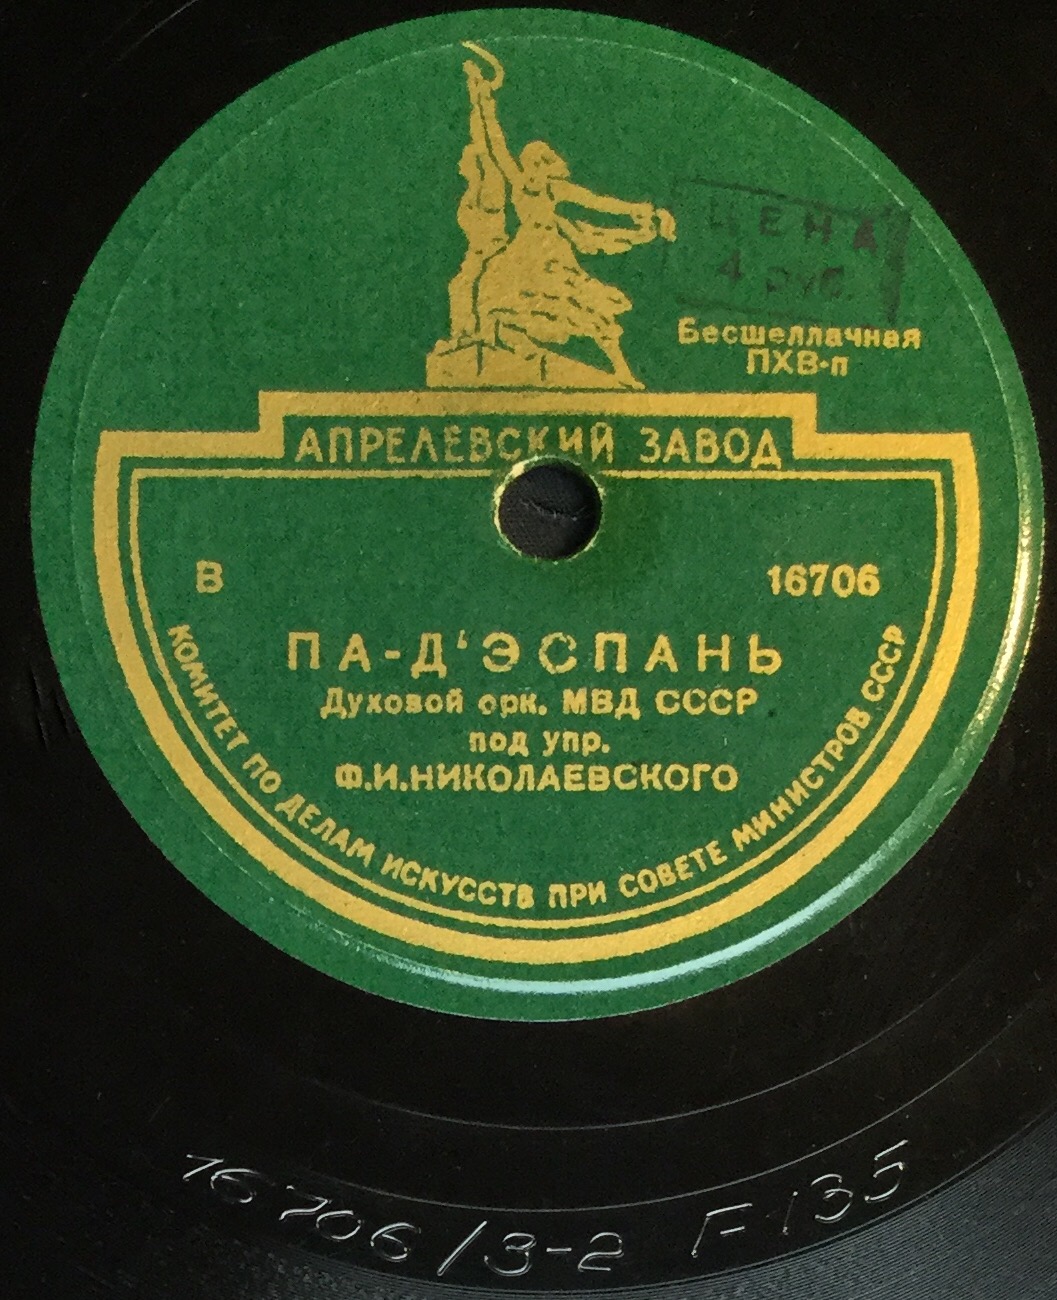 ЦЕНА
4 руб.
Бесшеллачная
ПХВ-п
АПРЕЛЕВСКИЙ ЗАВОД
В 16706
ПА-Д‘ЭСПАНЬ
Духовой орк. МВД СССР
под упр.
Ф.И.НИКОЛАЕВСКОГО
КОМИТЕТ ПО ДЕЛАМ ИСКУССТВ ПРИ СОВЕТЕ МИНИСТРОВ СССР
16706/3-2 F135